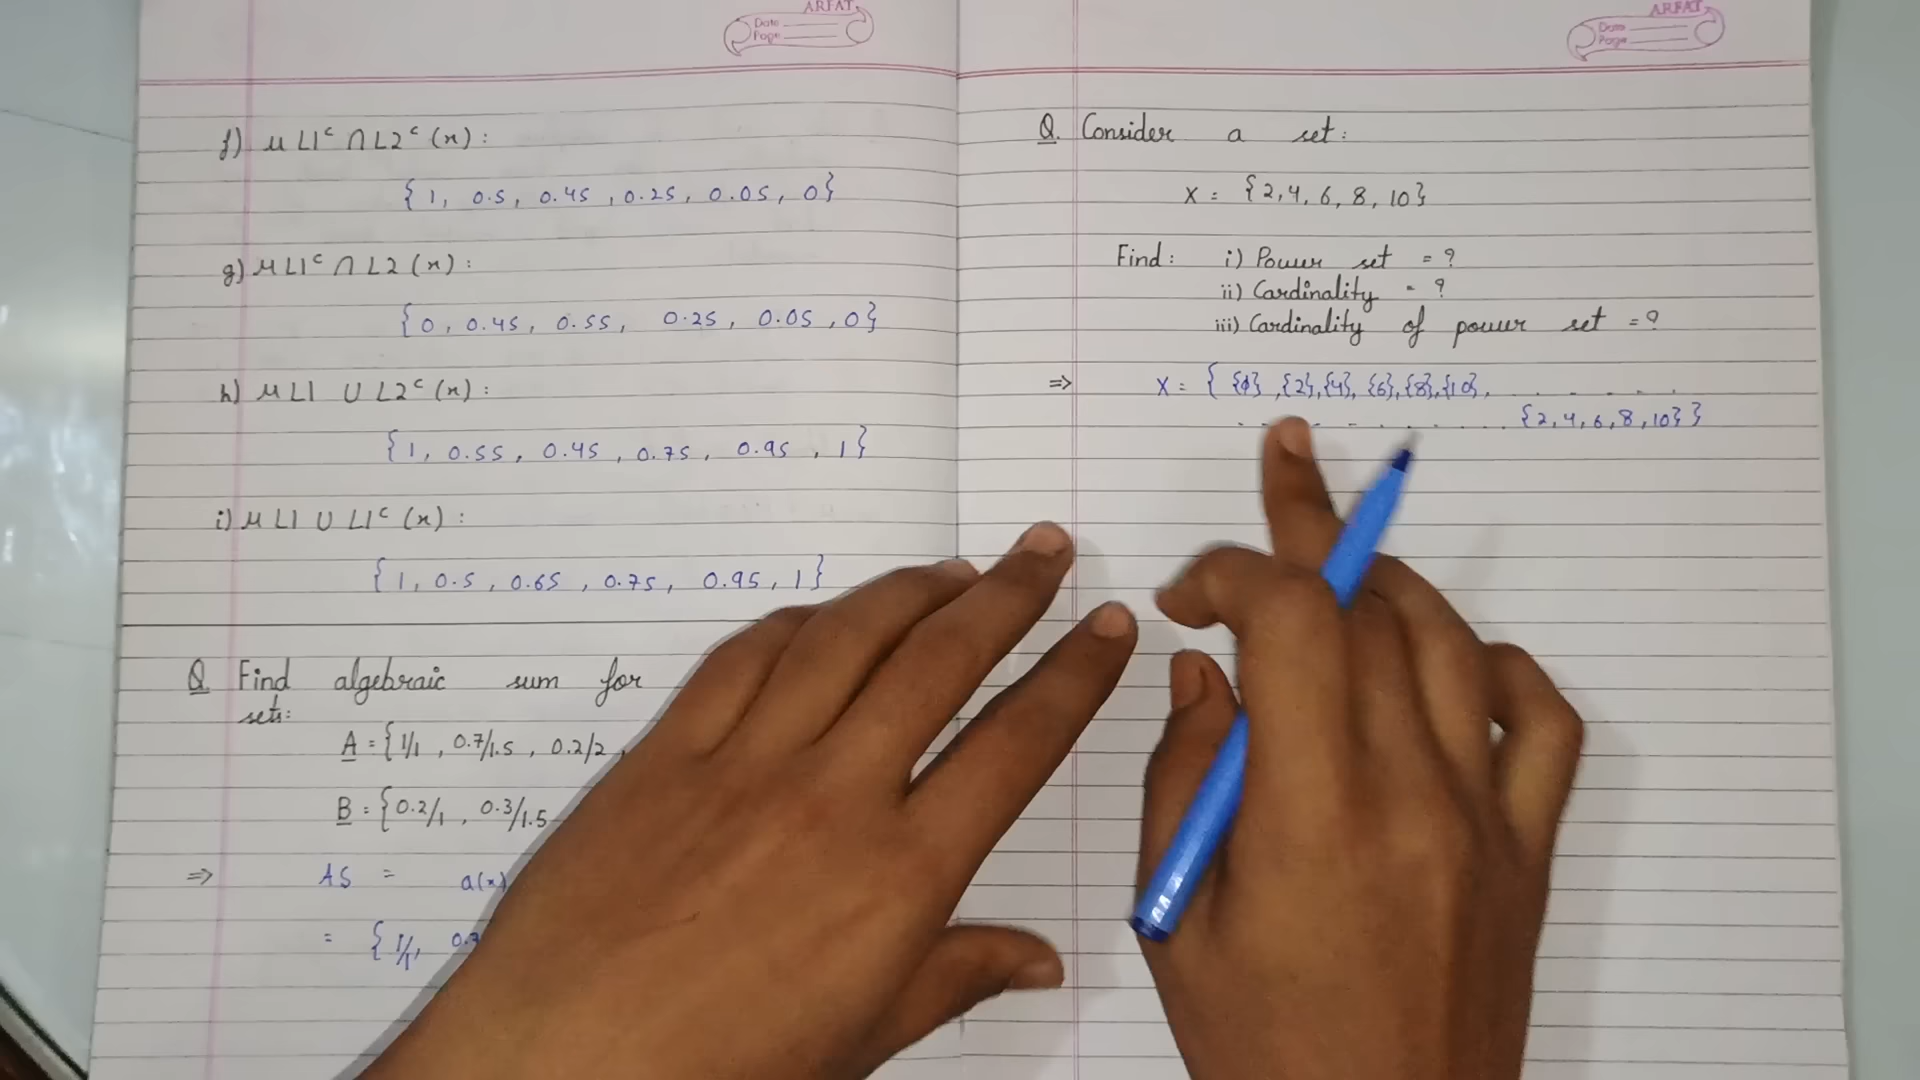 ARFAT
Date
Page
f) μ L1ᶜ ∩ L2ᶜ (x) :
{ 1, 0.5, 0.45 , 0.25, 0.05, 0}
g) μ L1ᶜ ∩ L2 (x) :
{0, 0.45, 0.55, 0.25, 0.05, 0}
h) μ L1 ∪ L2ᶜ (x) :
{1, 0.55, 0.45, 0.75, 0.95, 1}
i) μ L1 ∪ L1ᶜ (x) :
{1, 0.5, 0.65, 0.75, 0.95, 1}
Q Find algebraic sum for
sets:
A = {1/1 , 0.7/1.5 , 0.2/2 ,
B = {0.2/1 , 0.3/1.5
=> AS = a(x)
= {1/1,
ARFAT
Date
Page
Q. Consider a set:
X = {2,4, 6, 8, 10}
Find: i) Power set = ?
ii) Cardinality = ?
iii) Cardinality of power set = ?
=> X = { {ϕ} ,{2},{4}, {6},{8},{10}, . . . . .
. . . . . . . . . {2,4,6,8,10} }